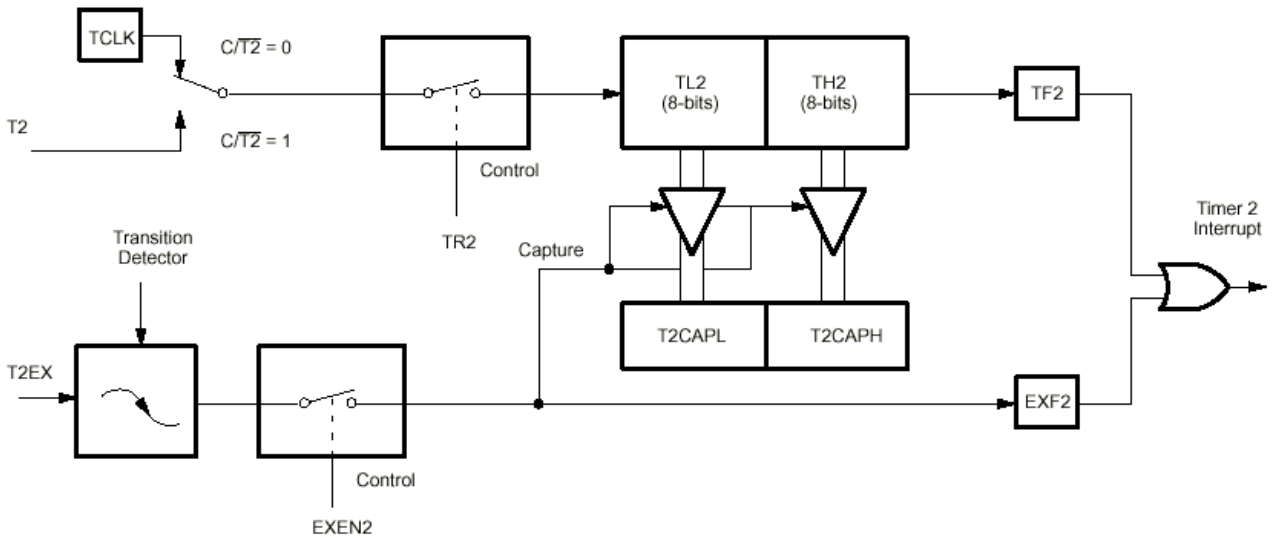 TCLK
C/T2 = 0
T2
C/T2 = 1
TL2
(8-bits)
TH2
(8-bits)
TF2
Control
TR2
Transition
Detector
Capture
Timer 2
Interrupt
T2CAPL
T2CAPH
T2EX
EXF2
Control
EXEN2